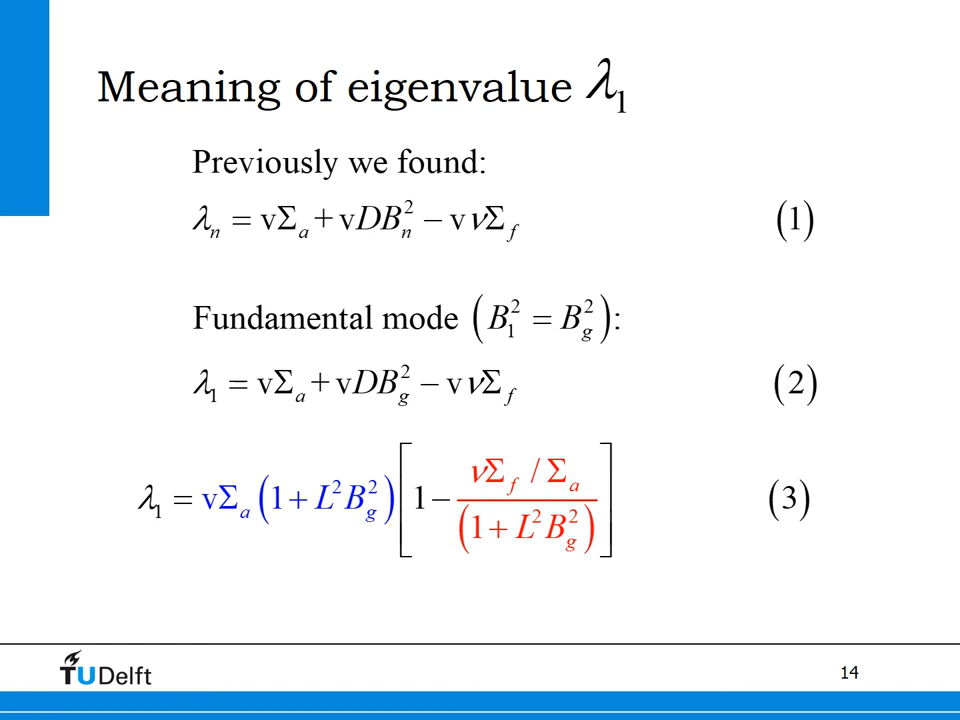 Meaning of eigenvalue λ₁
Previously we found:
λₙ = vΣₐ + vDBₙ² − vνΣ_f (1)
Fundamental mode (B₁² = B_g²):
λ₁ = vΣₐ + vDB_g² − vνΣ_f (2)
λ₁ = vΣₐ (1 + L²B_g²) [1 − (νΣ_f / Σₐ) / (1 + L²B_g²)] (3)
TUDelft
14